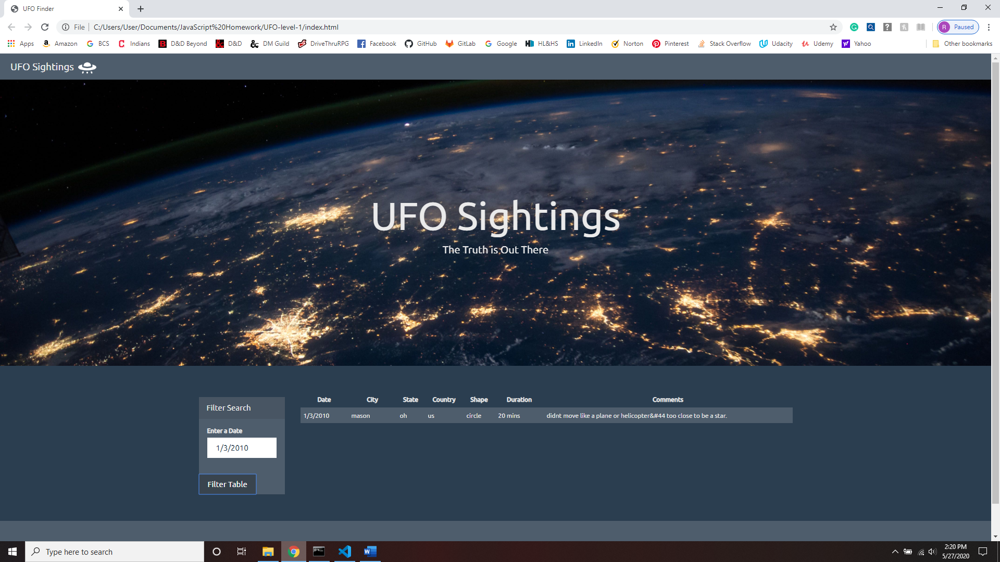 UFO Finder
File
C:/Users/User/Documents/JavaScript%20Homework/UFO-level-1/index.html
R Paused
Apps Amazon BCS Indians D&D Beyond D&D DM Guild DriveThruRPG Facebook GitHub GitLab Google HL&HS LinkedIn Norton Pinterest Stack Overflow Udacity Udemy Yahoo Other bookmarks
UFO Sightings
UFO Sightings
The Truth is Out There
Filter Search
Enter a Date
1/3/2010
Filter Table
Date City State Country Shape Duration Comments
1/3/2010 mason oh us circle 20 mins didnt move like a plane or helicopter&#44 too close to be a star.
Type here to search
2:20 PM
5/27/2020